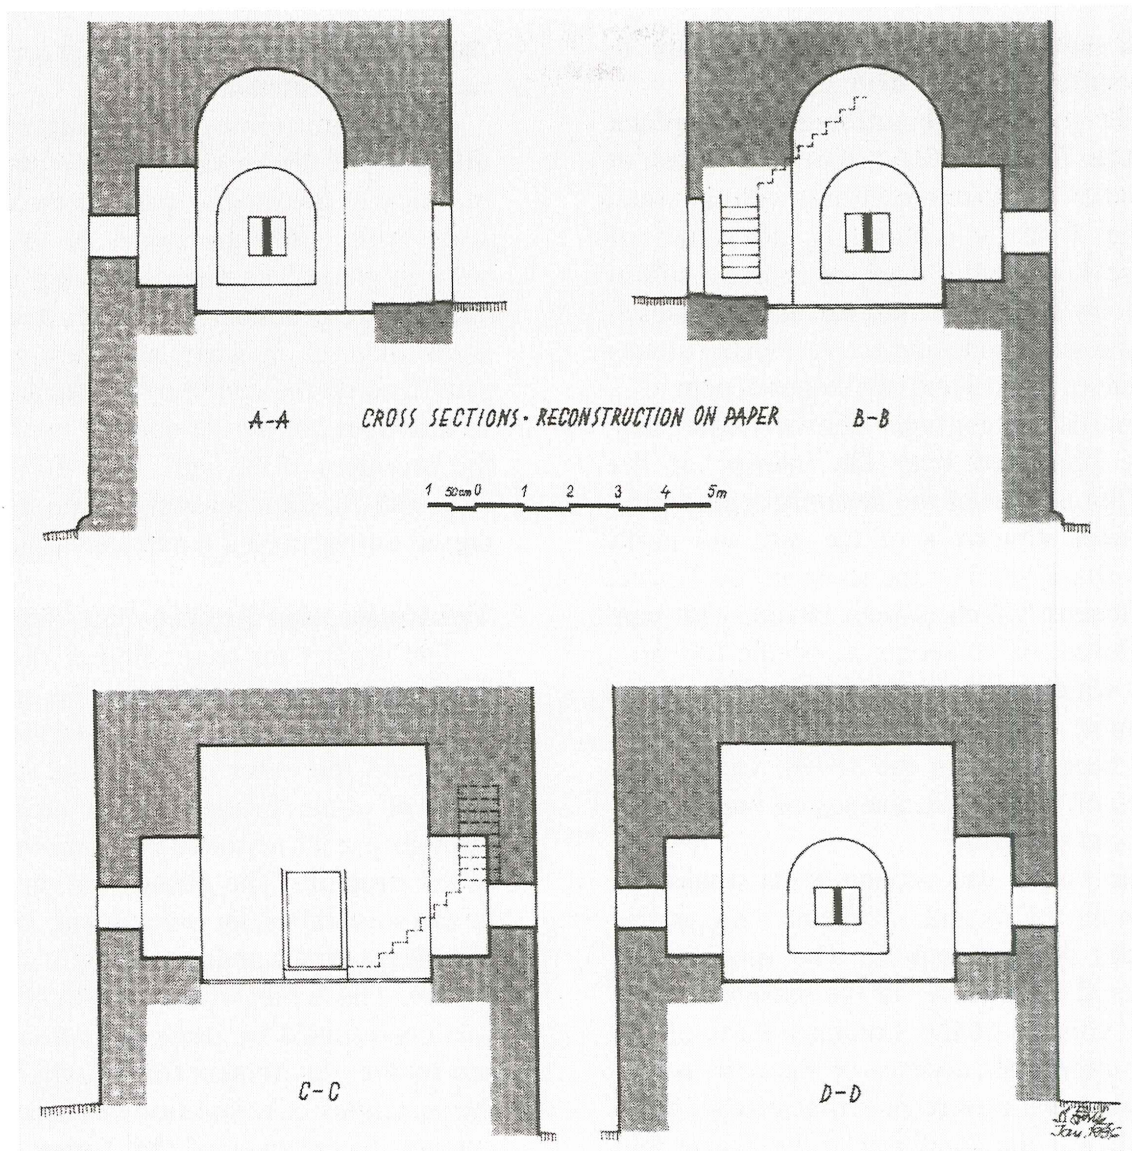 A-A
CROSS SECTIONS · RECONSTRUCTION ON PAPER
B-B
1 50cm 0 1 2 3 4 5m
C-C
D-D